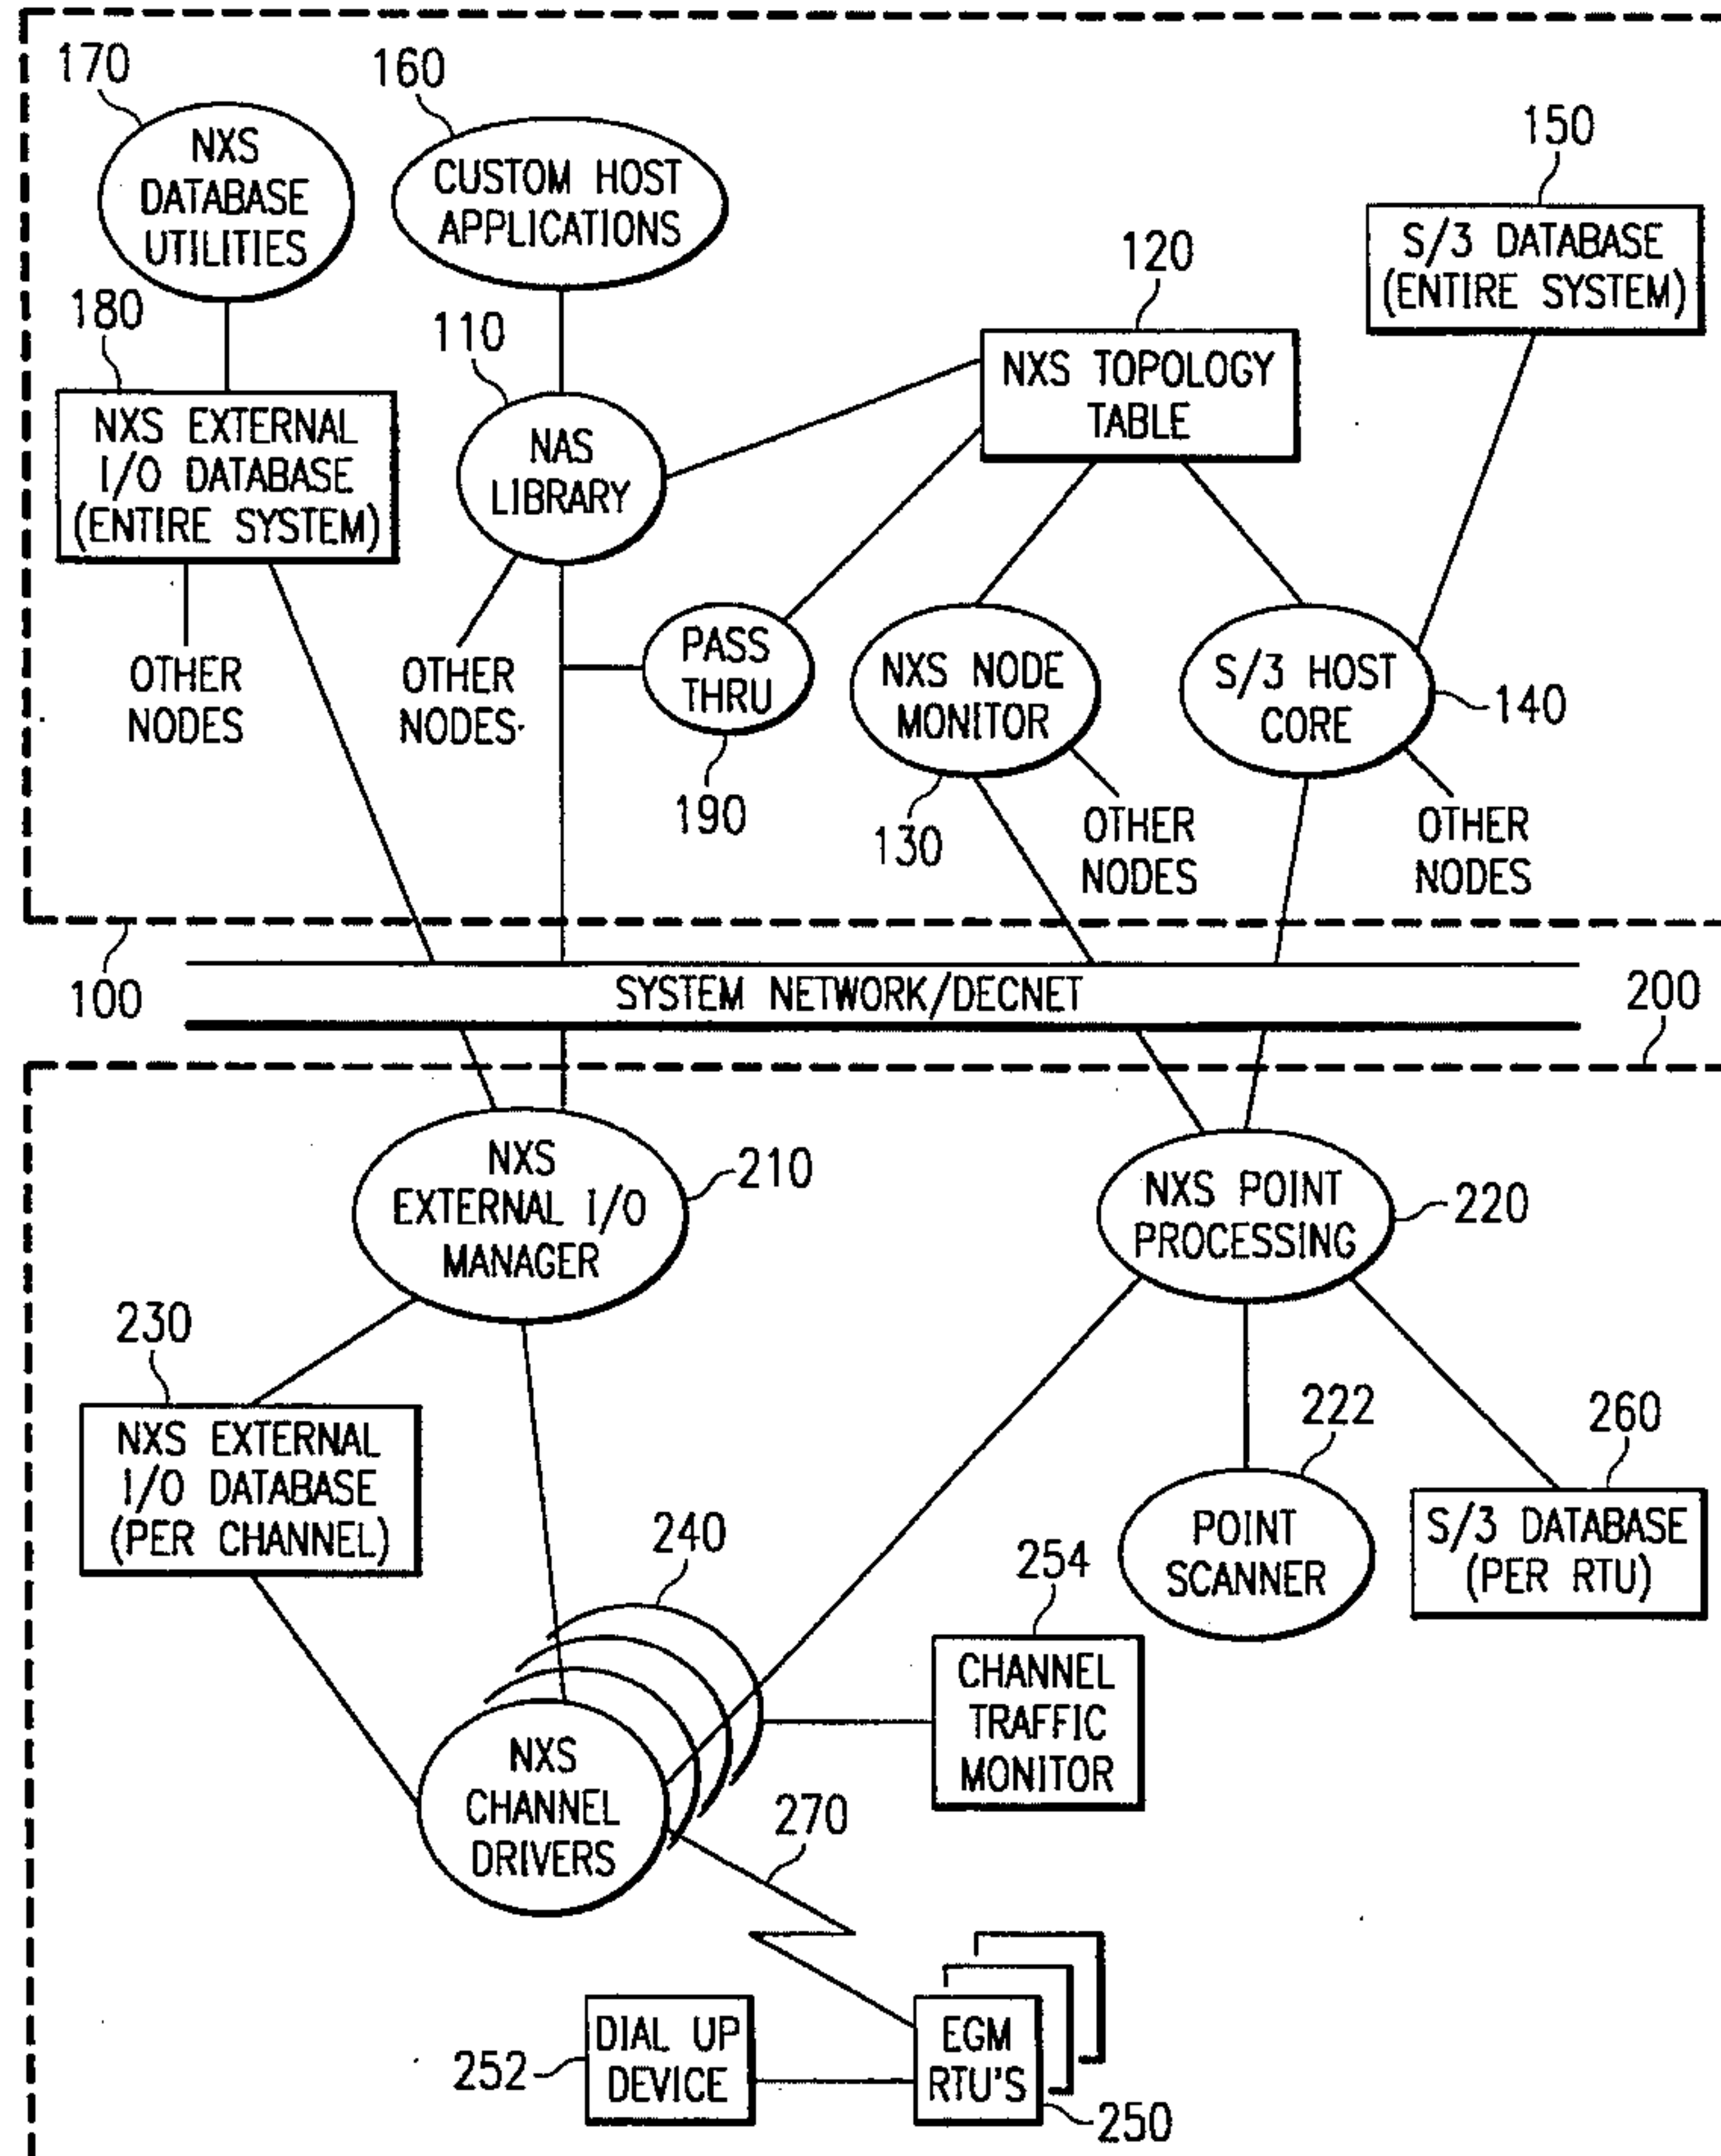 170
NXS
DATABASE
UTILITIES
160
CUSTOM HOST
APPLICATIONS
150
S/3 DATABASE
(ENTIRE SYSTEM)
120
NXS TOPOLOGY
TABLE
180
NXS EXTERNAL
I/O DATABASE
(ENTIRE SYSTEM)
110
NAS
LIBRARY
OTHER
NODES
OTHER
NODES
PASS
THRU
190
NXS NODE
MONITOR
130
S/3 HOST
CORE
140
OTHER
NODES
OTHER
NODES
100
SYSTEM NETWORK/DECNET
200
NXS
EXTERNAL I/O
MANAGER
210
NXS POINT
PROCESSING
220
230
NXS EXTERNAL
I/O DATABASE
(PER CHANNEL)
222
POINT
SCANNER
260
S/3 DATABASE
(PER RTU)
240
NXS
CHANNEL
DRIVERS
254
CHANNEL
TRAFFIC
MONITOR
270
DIAL UP
DEVICE
252
EGM
RTU'S
250